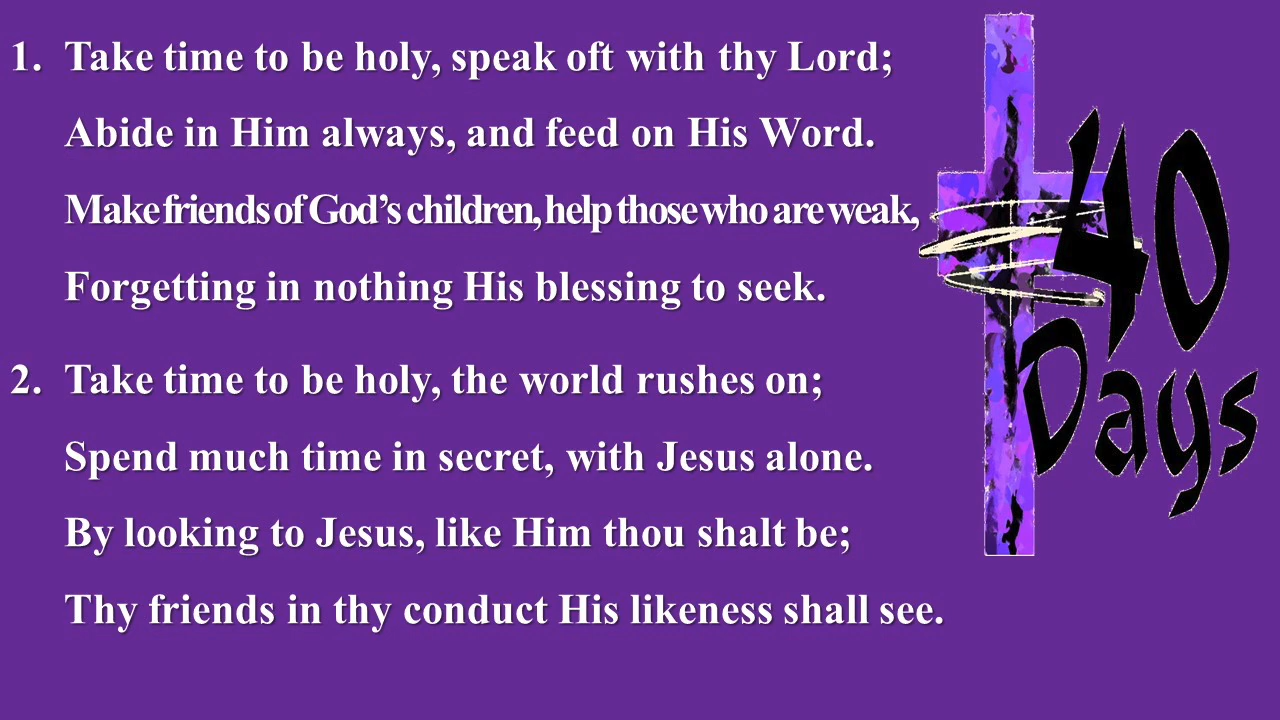 1. Take time to be holy, speak oft with thy Lord;
Abide in Him always, and feed on His Word.
Make friends of God’s children, help those who are weak,
Forgetting in nothing His blessing to seek.
2. Take time to be holy, the world rushes on;
Spend much time in secret, with Jesus alone.
By looking to Jesus, like Him thou shalt be;
Thy friends in thy conduct His likeness shall see.
40
Days